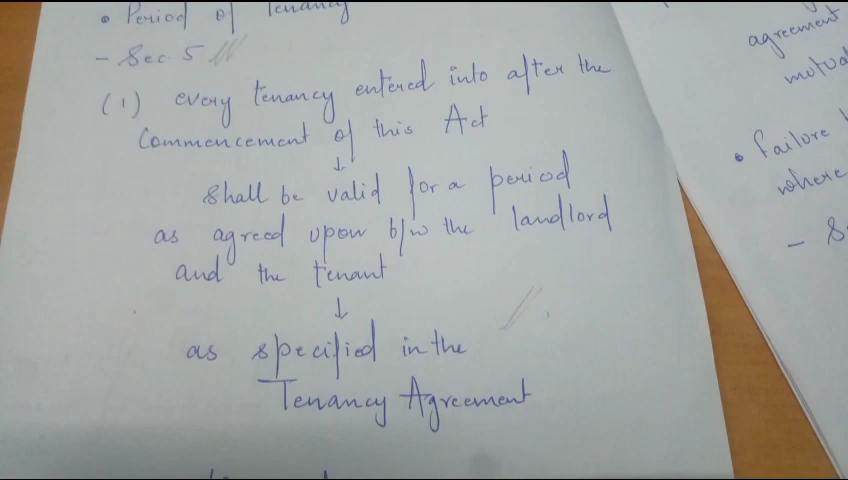 • Period of Tenancy
- Sec. 5
(1) every tenancy entered into after the
Commencement of this Act
↓
shall be valid for a period
as agreed upon b/w the landlord
and the tenant
↓
as specified in the
Tenancy Agreement
agreement
• Failure
where